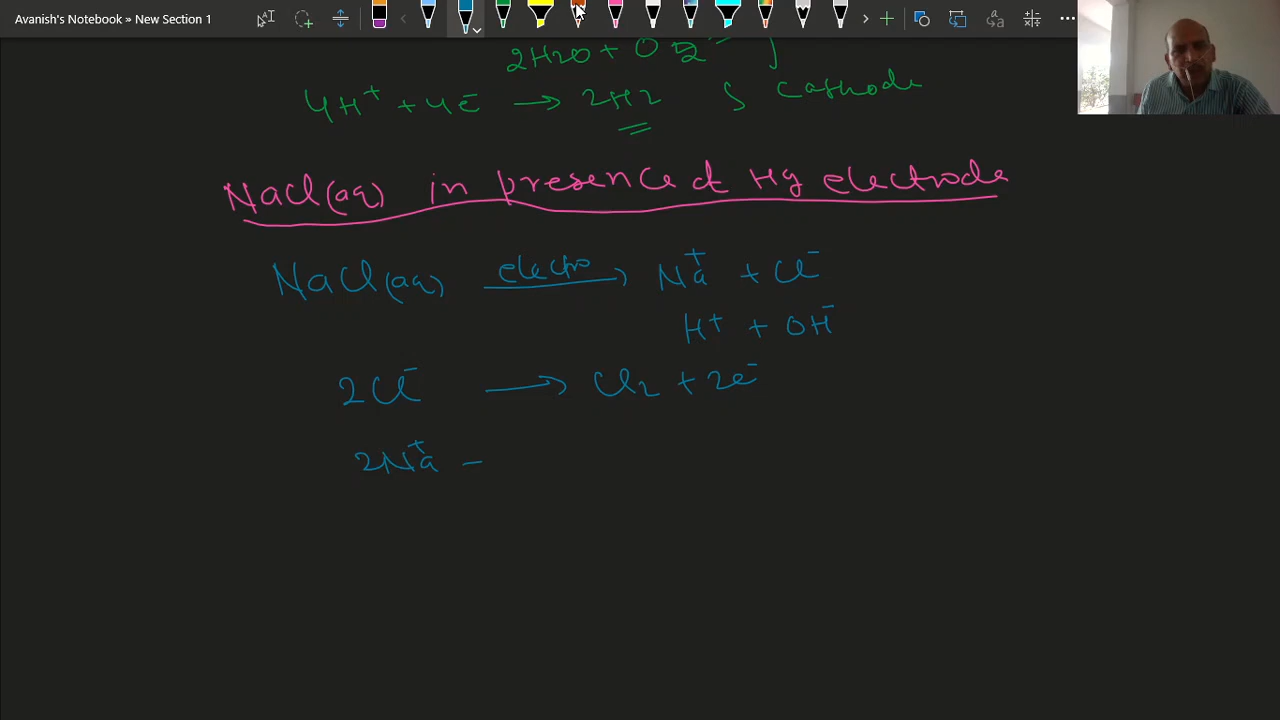 Avanish's Notebook » New Section 1
2H2O + O2
4H⁺ + 4e⁻ → 2H2 } cathode
NaCl(aq) in presence of Hg electrode
NaCl(aq) electro→ Na⁺ + Cl⁻
H⁺ + OH⁻
2Cl⁻ → Cl2 + 2e⁻
2Na⁺ –